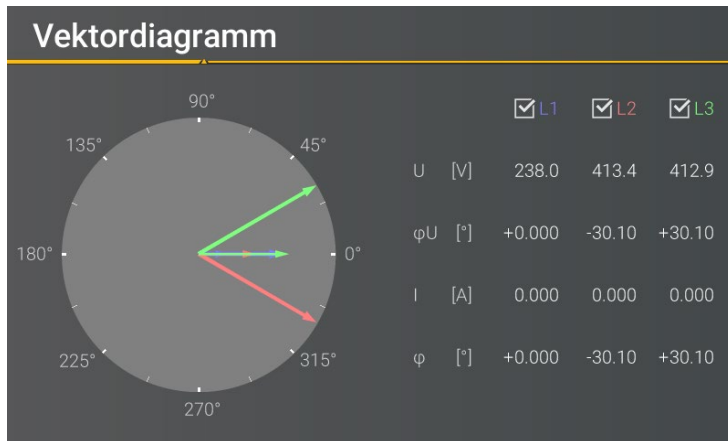 Vektordiagramm
90°
135°
45°
180°
0°
225°
315°
270°
L1 L2 L3
U [V] 238.0 413.4 412.9
φU [°] +0.000 -30.10 +30.10
I [A] 0.000 0.000 0.000
φ [°] +0.000 -30.10 +30.10